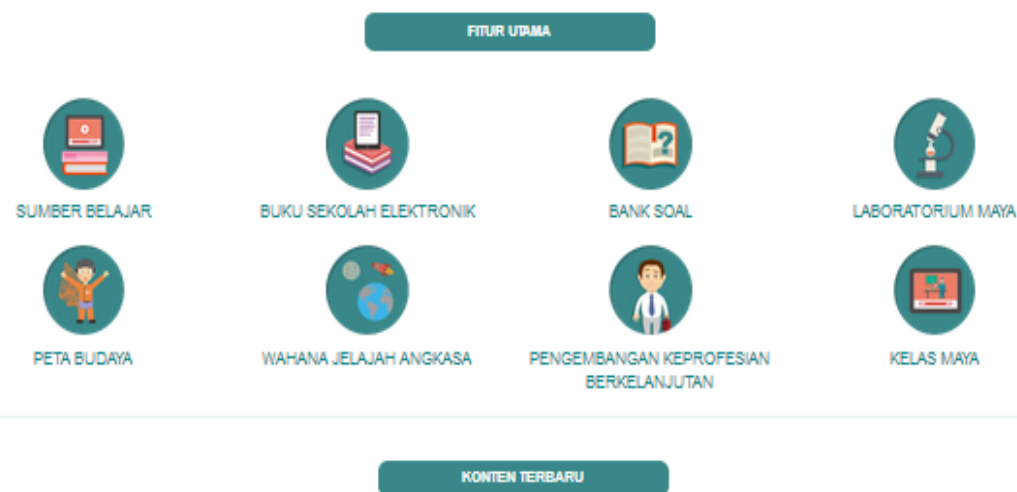 FITUR UTAMA
SUMBER BELAJAR
BUKU SEKOLAH ELEKTRONIK
BANK SOAL
LABORATORIUM MAYA
PETA BUDAYA
WAHANA JELAJAH ANGKASA
PENGEMBANGAN KEPROFESIAN
BERKELANJUTAN
KELAS MAYA
KONTEN TERBARU